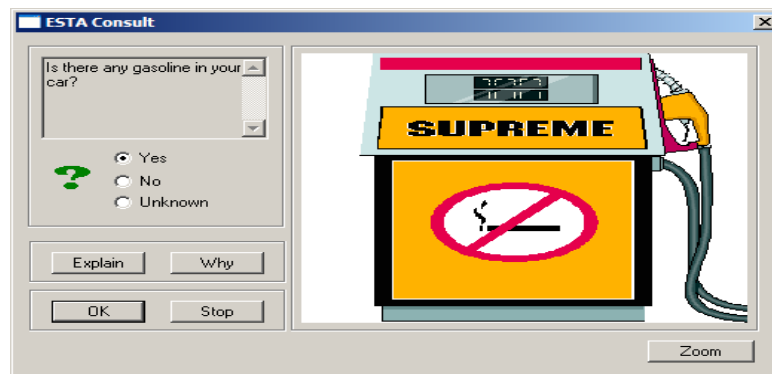 ESTA Consult
Is there any gasoline in your
car?
Yes
No
Unknown
Explain
Why
OK
Stop
SUPREME
Zoom